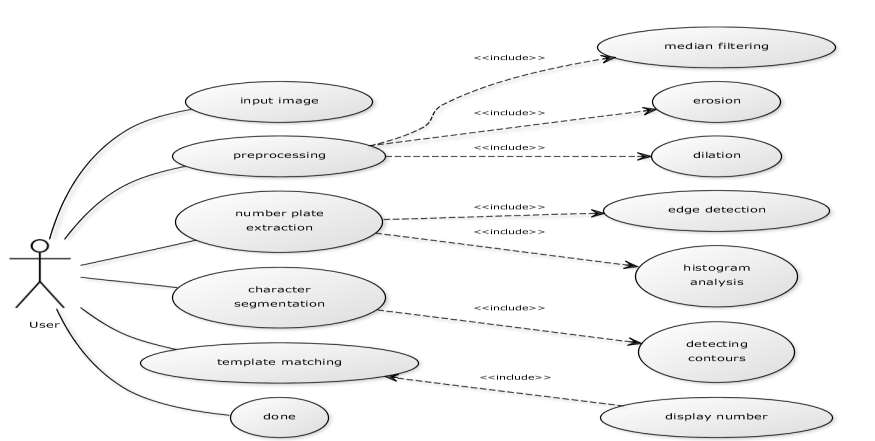 median filtering
<<include>>
input image
erosion
<<include>>
preprocessing
<<include>>
dilation
number plate
extraction
<<include>>
edge detection
<<include>>
histogram
analysis
character
segmentation
<<include>>
User
detecting
contours
template matching
<<include>>
done
display number